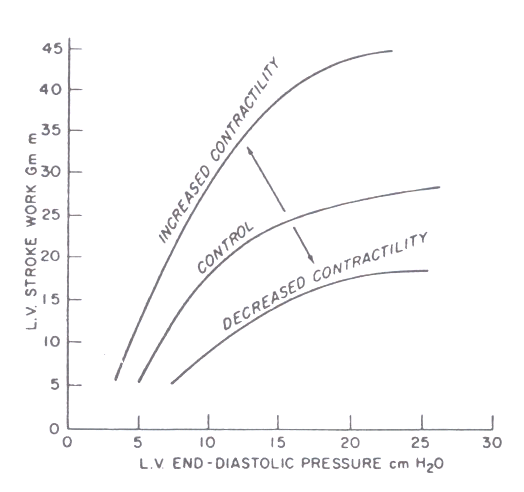 45
40
35
30
25
20
15
10
5
0
L.V. STROKE WORK Gm m
INCREASED CONTRACTILITY
CONTROL
DECREASED CONTRACTILITY
0 5 10 15 20 25 30
L.V. END-DIASTOLIC PRESSURE cm H₂O